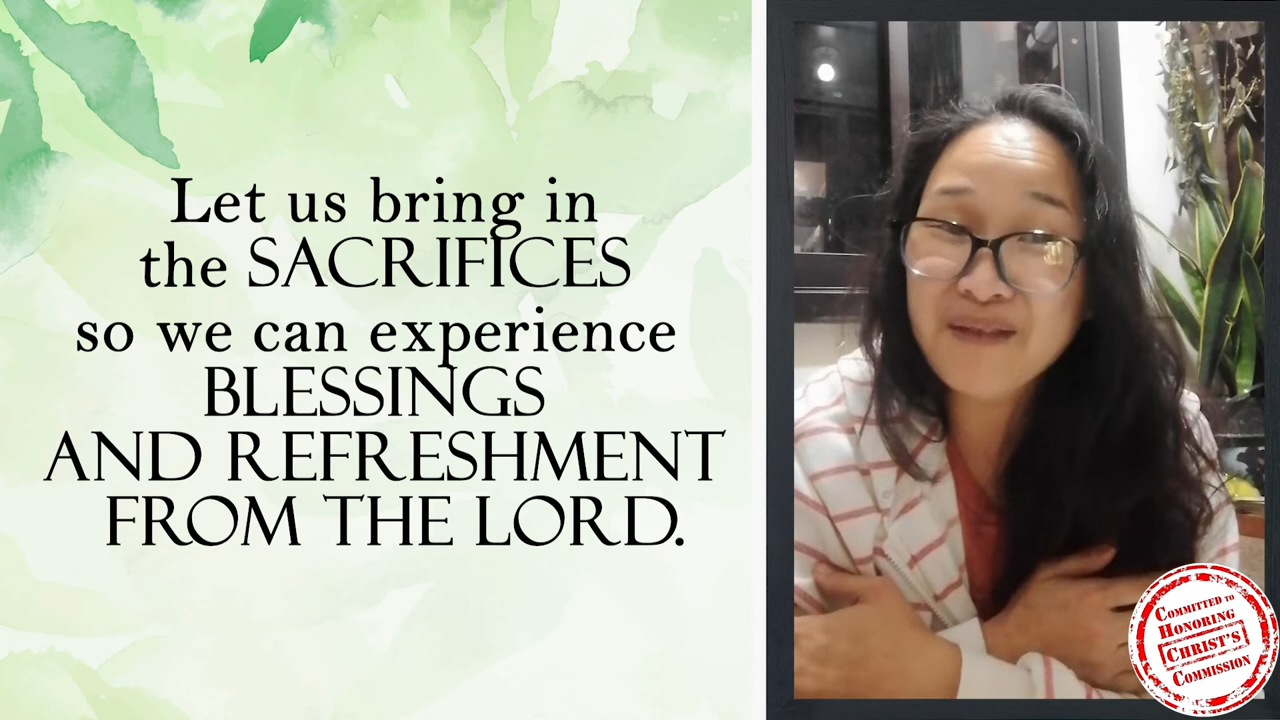 Let us bring in
the SACRIFICES
so we can experience
BLESSINGS
AND REFRESHMENT
FROM THE LORD.
COMMITTED TO
HONORING
CHRIST'S
COMMISSION